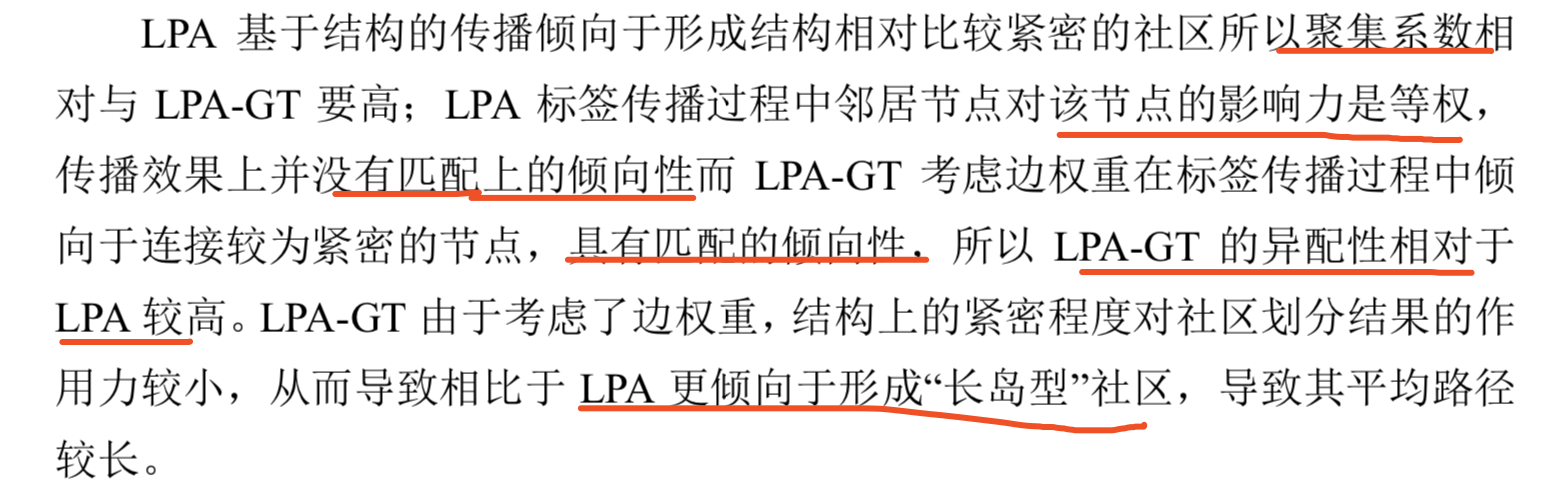 LPA 基于结构的传播倾向于形成结构相对比较紧密的社区所以聚集系数相
对与 LPA-GT 要高；LPA 标签传播过程中邻居节点对该节点的影响力是等权，
传播效果上并没有匹配上的倾向性而 LPA-GT 考虑边权重在标签传播过程中倾
向于连接较为紧密的节点，具有匹配的倾向性，所以 LPA-GT 的异配性相对于
LPA 较高。LPA-GT 由于考虑了边权重，结构上的紧密程度对社区划分结果的作
用力较小，从而导致相比于 LPA 更倾向于形成“长岛型”社区，导致其平均路径
较长。